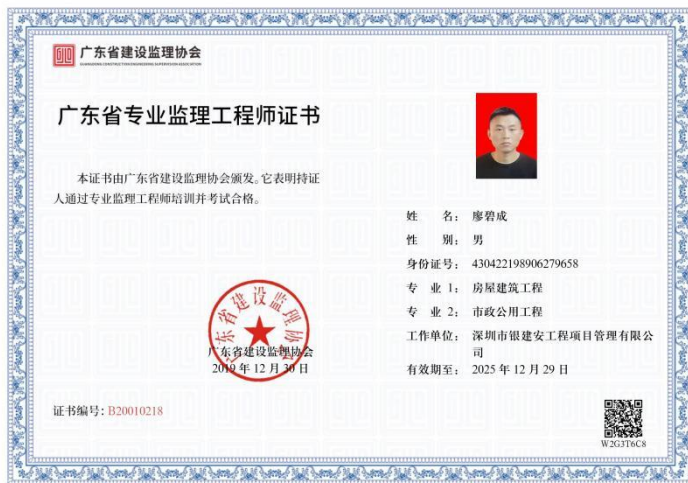 广东省建设监理协会
GUANGDONG CONSTRUCTION ENGINEERING SUPERVISION ASSOCIATION
广东省专业监理工程师证书
本证书由广东省建设监理协会颁发。它表明持证
人通过专业监理工程师培训并考试合格。
姓 名： 廖碧成
性 别： 男
身份证号： 430422198906279658
专 业 1： 房屋建筑工程
专 业 2： 市政公用工程
工作单位： 深圳市银建安工程项目管理有限公
司
有效期至： 2025 年 12 月 29 日
广东省建设监理协会
广东省建设监理协会
2019 年 12 月 30 日
证书编号：B20010218
W2G3T6C8